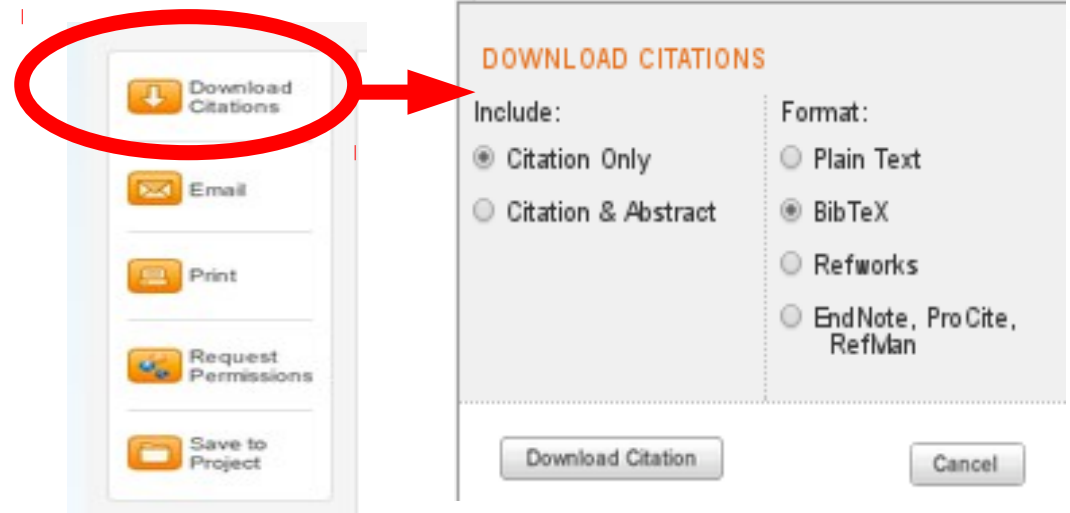 Download
Citations
Email
Print
Request
Permissions
Save to
Project
DOWNLOAD CITATIONS
Include:
Citation Only
Citation & Abstract
Format:
Plain Text
BibTeX
Refworks
EndNote, ProCite,
RefMan
Download Citation
Cancel